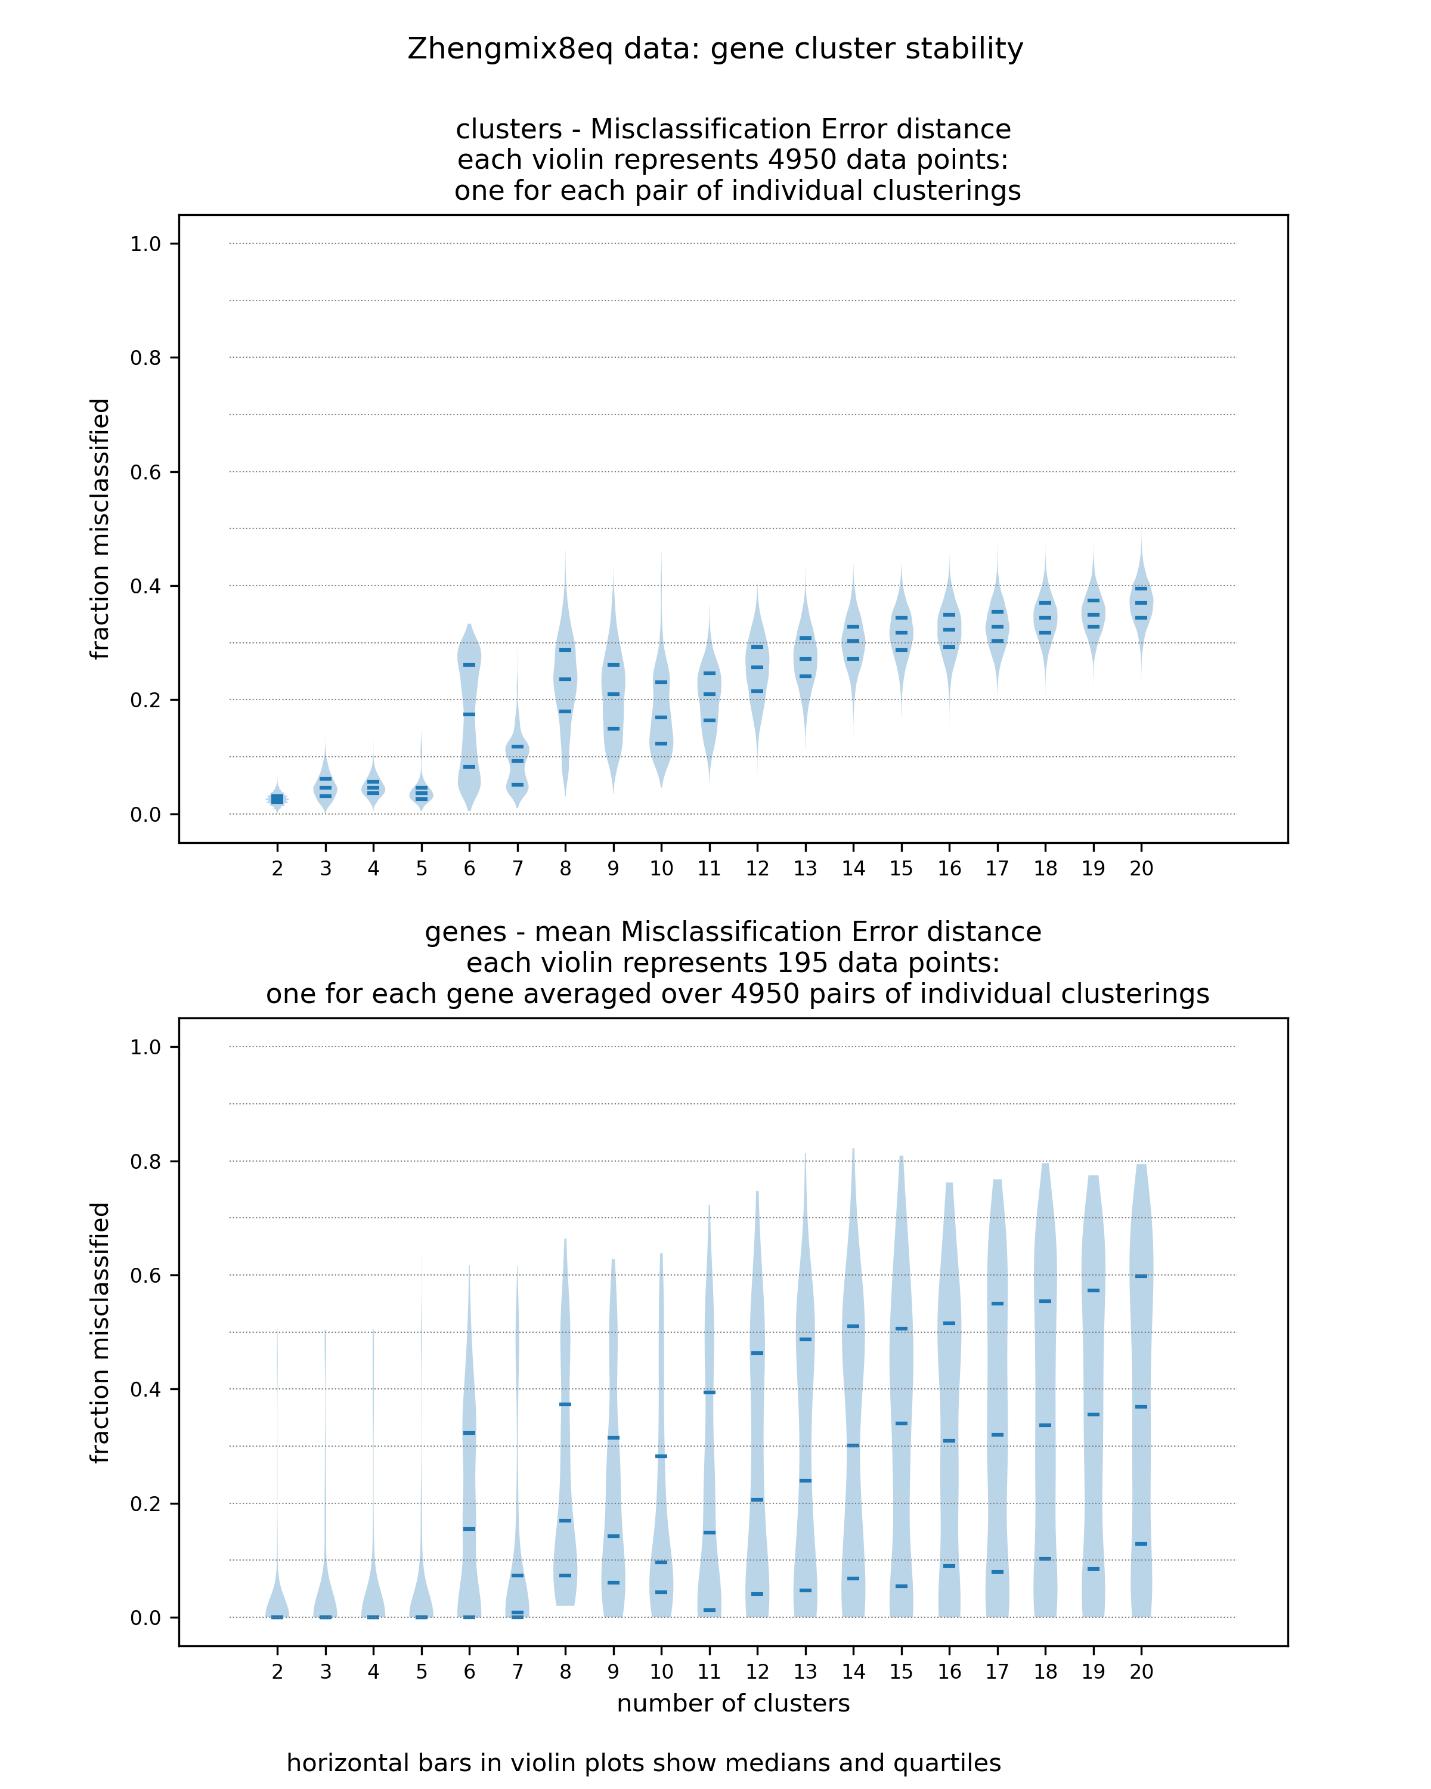 Zhengmix8eq data: gene cluster stability
clusters - Misclassification Error distance
each violin represents 4950 data points:
one for each pair of individual clusterings
1.0
0.8
0.6
0.4
0.2
0.0
fraction misclassified
2 3 4 5 6 7 8 9 10 11 12 13 14 15 16 17 18 19 20
genes - mean Misclassification Error distance
each violin represents 195 data points:
one for each gene averaged over 4950 pairs of individual clusterings
1.0
0.8
0.6
0.4
0.2
0.0
fraction misclassified
2 3 4 5 6 7 8 9 10 11 12 13 14 15 16 17 18 19 20
number of clusters
horizontal bars in violin plots show medians and quartiles